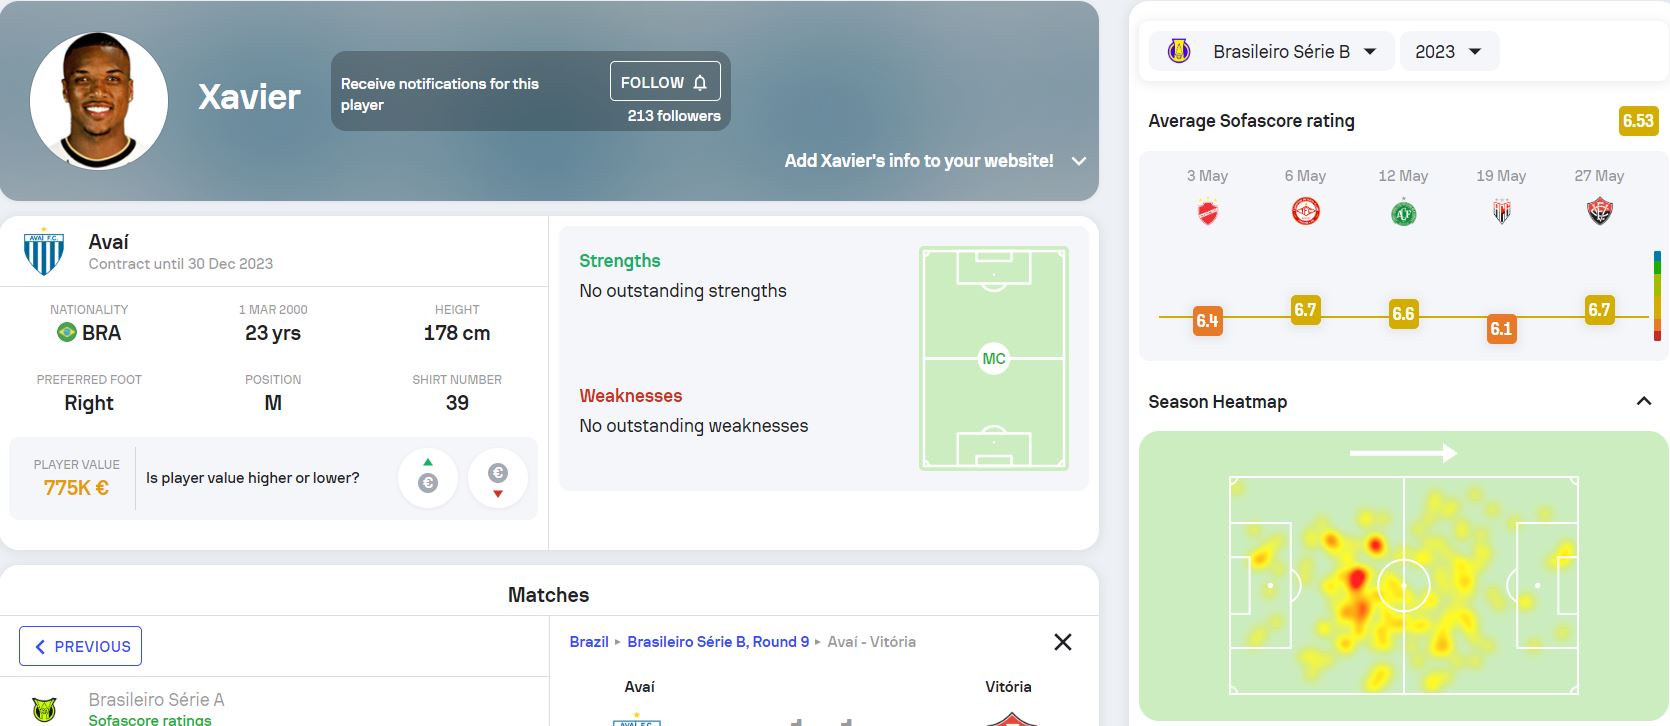 Xavier
Receive notifications for this
player
FOLLOW
213 followers
Add Xavier's info to your website!
AVAÍ F.C.
Avaí
Contract until 30 Dec 2023
NATIONALITY
BRA
1 MAR 2000
23 yrs
HEIGHT
178 cm
PREFERRED FOOT
Right
POSITION
M
SHIRT NUMBER
39
PLAYER VALUE
775K €
Is player value higher or lower?
€
€
Strengths
No outstanding strengths
Weaknesses
No outstanding weaknesses
MC
Matches
PREVIOUS
Brasileiro Série A
Sofascore ratings
Brazil
Brasileiro Série B, Round 9
Avaí - Vitória
Avaí
Vitória
Brasileiro Série B
2023
Average Sofascore rating
6.53
3 May
6 May
12 May
19 May
27 May
6.4
6.7
6.6
6.1
6.7
Season Heatmap